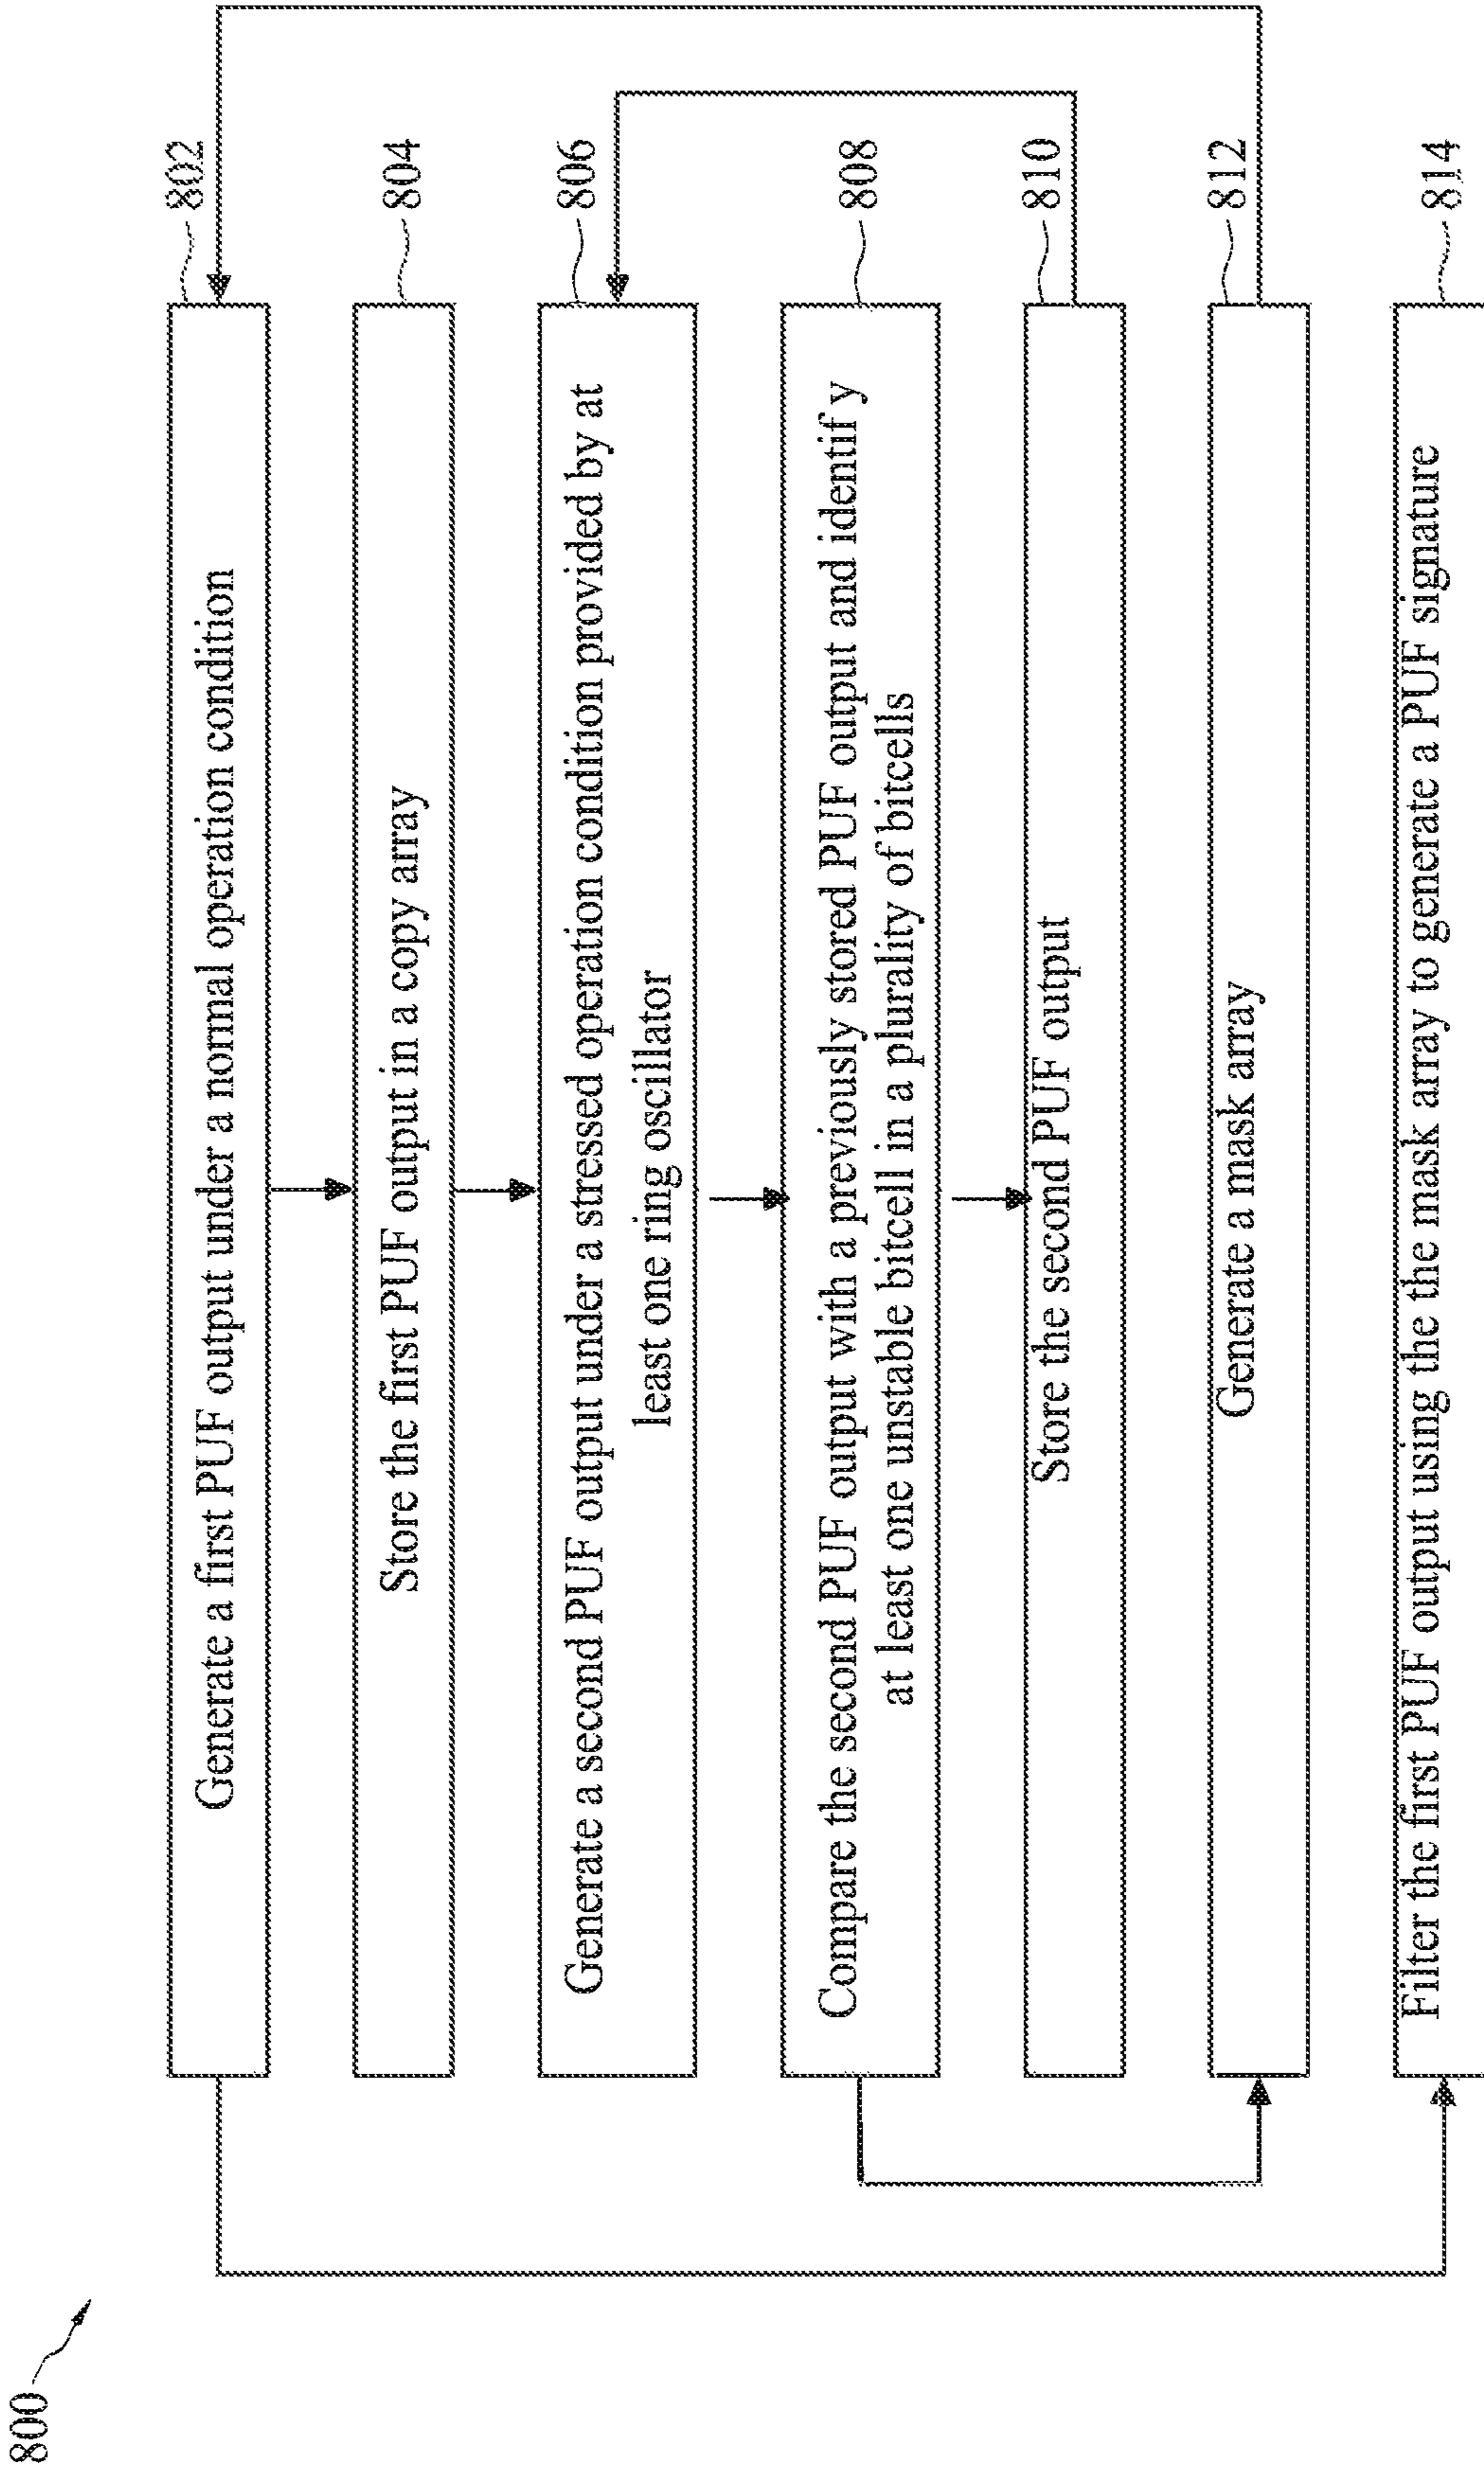 800
802
Generate a first PUF output under a normal operation condition
804
Store the first PUF output in a copy array
806
Generate a second PUF output under a stressed operation condition provided by at
least one ring oscillator
808
Compare the second PUF output with a previously stored PUF output and identif y
at least one unstable bitcell in a plurality of bitcells
810
Store the second PUF output
812
Generate a mask array
814
Filter the first PUF output using the the mask array to generate a PUF signature